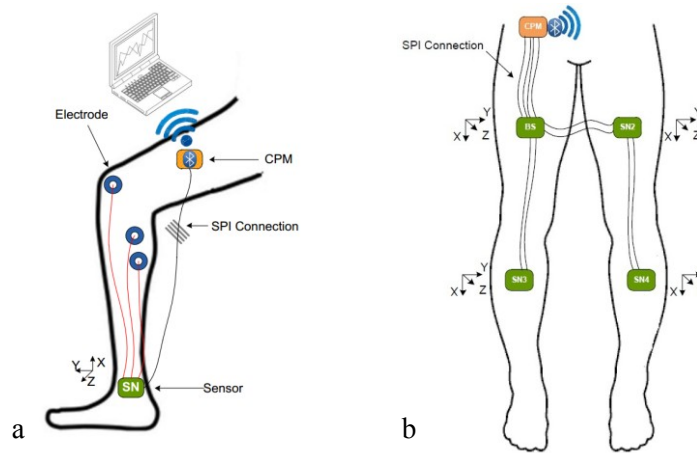 Electrode
CPM
SPI Connection
SN
X
Y
Z
Sensor
a
CPM
SPI Connection
BS
SN2
Y
X
Z
Y
X
Z
SN3
SN4
Y
X
Z
Y
X
Z
b